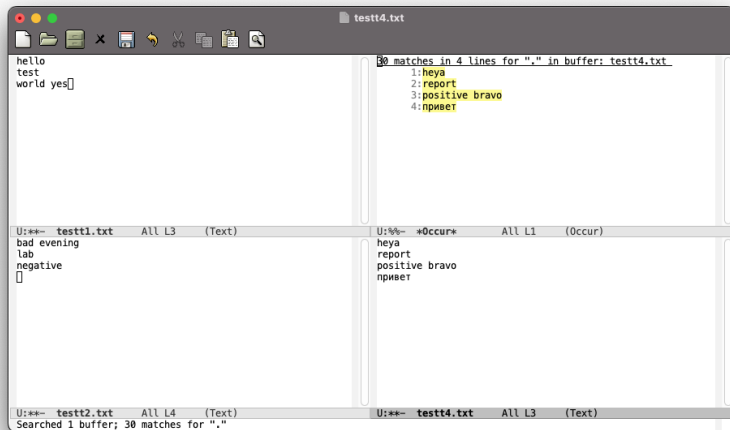 testt4.txt
hello
test
world yes
U:**-  testt1.txt    All L3    (Text)
30 matches in 4 lines for "." in buffer: testt4.txt
1:heya
2:report
3:positive bravo
4:привет
U:%%-  *Occur*    All L1    (Occur)
bad evening
lab
negative
U:**-  testt2.txt    All L4    (Text)
heya
report
positive bravo
привет
U:**-  testt4.txt    All L3    (Text)
Searched 1 buffer; 30 matches for "."